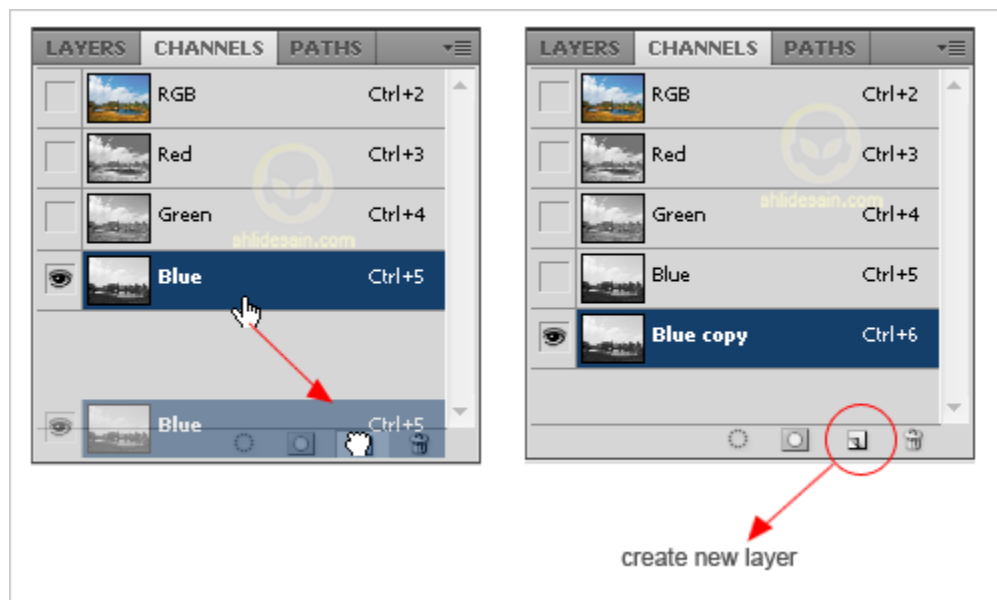 LAYERS CHANNELS PATHS
RGB Ctrl+2
Red Ctrl+3
Green Ctrl+4
ahlidesain.com
Blue Ctrl+5
Blue Ctrl+5
LAYERS CHANNELS PATHS
RGB Ctrl+2
Red Ctrl+3
ahlidesain.com
Green Ctrl+4
Blue Ctrl+5
Blue copy Ctrl+6
create new layer